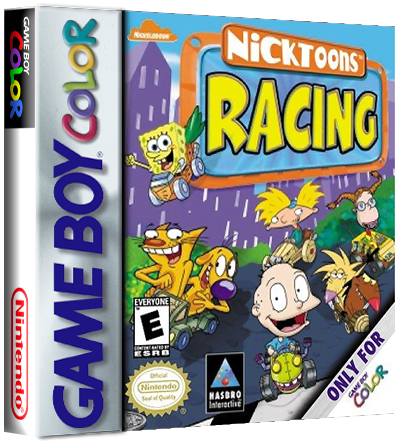 GAME BOY
COLOR
Nintendo
GAME BOY COLOR
NICKELODEON
NICKTOONS
RACING
EVERYONE
E
CONTENT RATED BY
ESRB
Official
Nintendo
Seal of Quality
HASBRO
Interactive
ONLY FOR
GAME BOY
COLOR